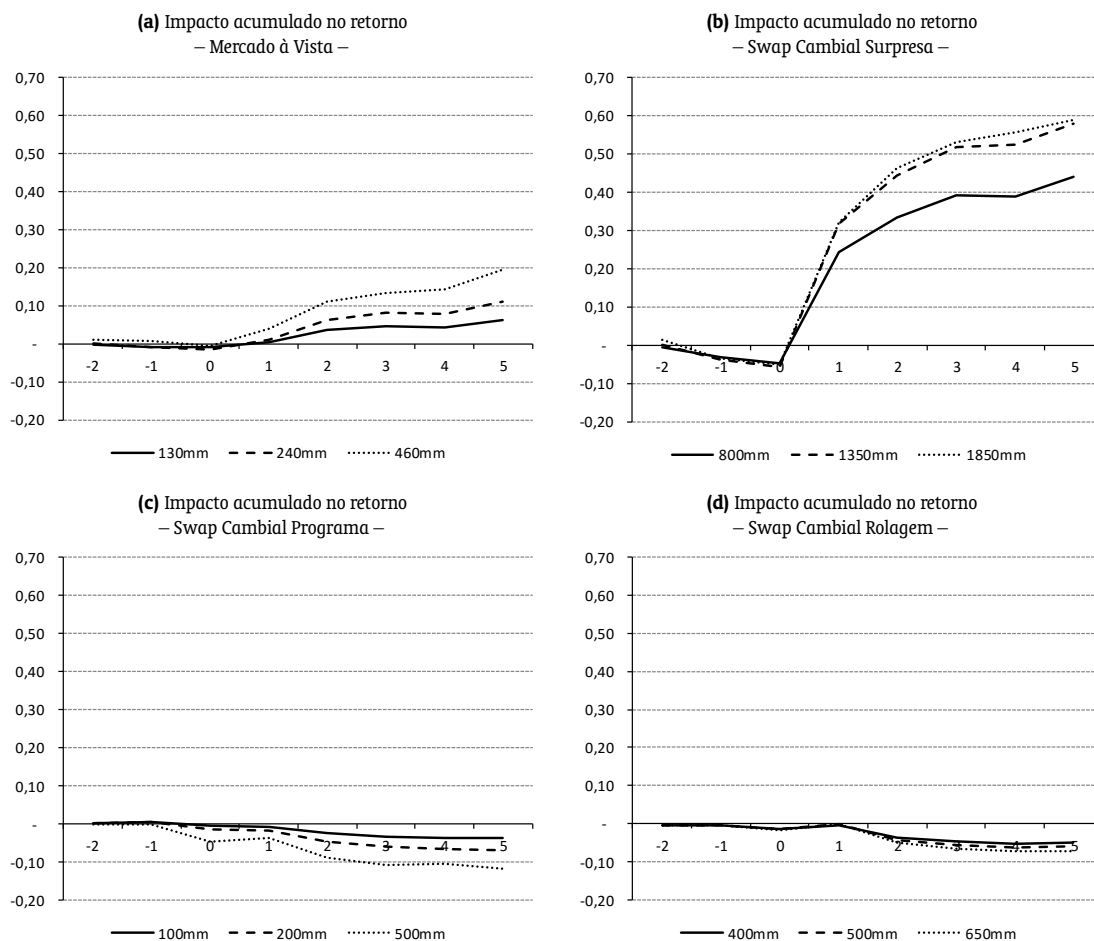 (a) Impacto acumulado no retorno
– Mercado à Vista –
0,70
0,60
0,50
0,40
0,30
0,20
0,10
-
-0,10
-0,20
-2 -1 0 1 2 3 4 5
130mm 240mm 460mm
(b) Impacto acumulado no retorno
– Swap Cambial Surpresa –
0,70
0,60
0,50
0,40
0,30
0,20
0,10
-
-0,10
-0,20
-2 -1 0 1 2 3 4 5
800mm 1350mm 1850mm
(c) Impacto acumulado no retorno
– Swap Cambial Programa –
0,70
0,60
0,50
0,40
0,30
0,20
0,10
-
-0,10
-0,20
-2 -1 0 1 2 3 4 5
100mm 200mm 500mm
(d) Impacto acumulado no retorno
– Swap Cambial Rolagem –
0,70
0,60
0,50
0,40
0,30
0,20
0,10
-
-0,10
-0,20
-2 -1 0 1 2 3 4 5
400mm 500mm 650mm